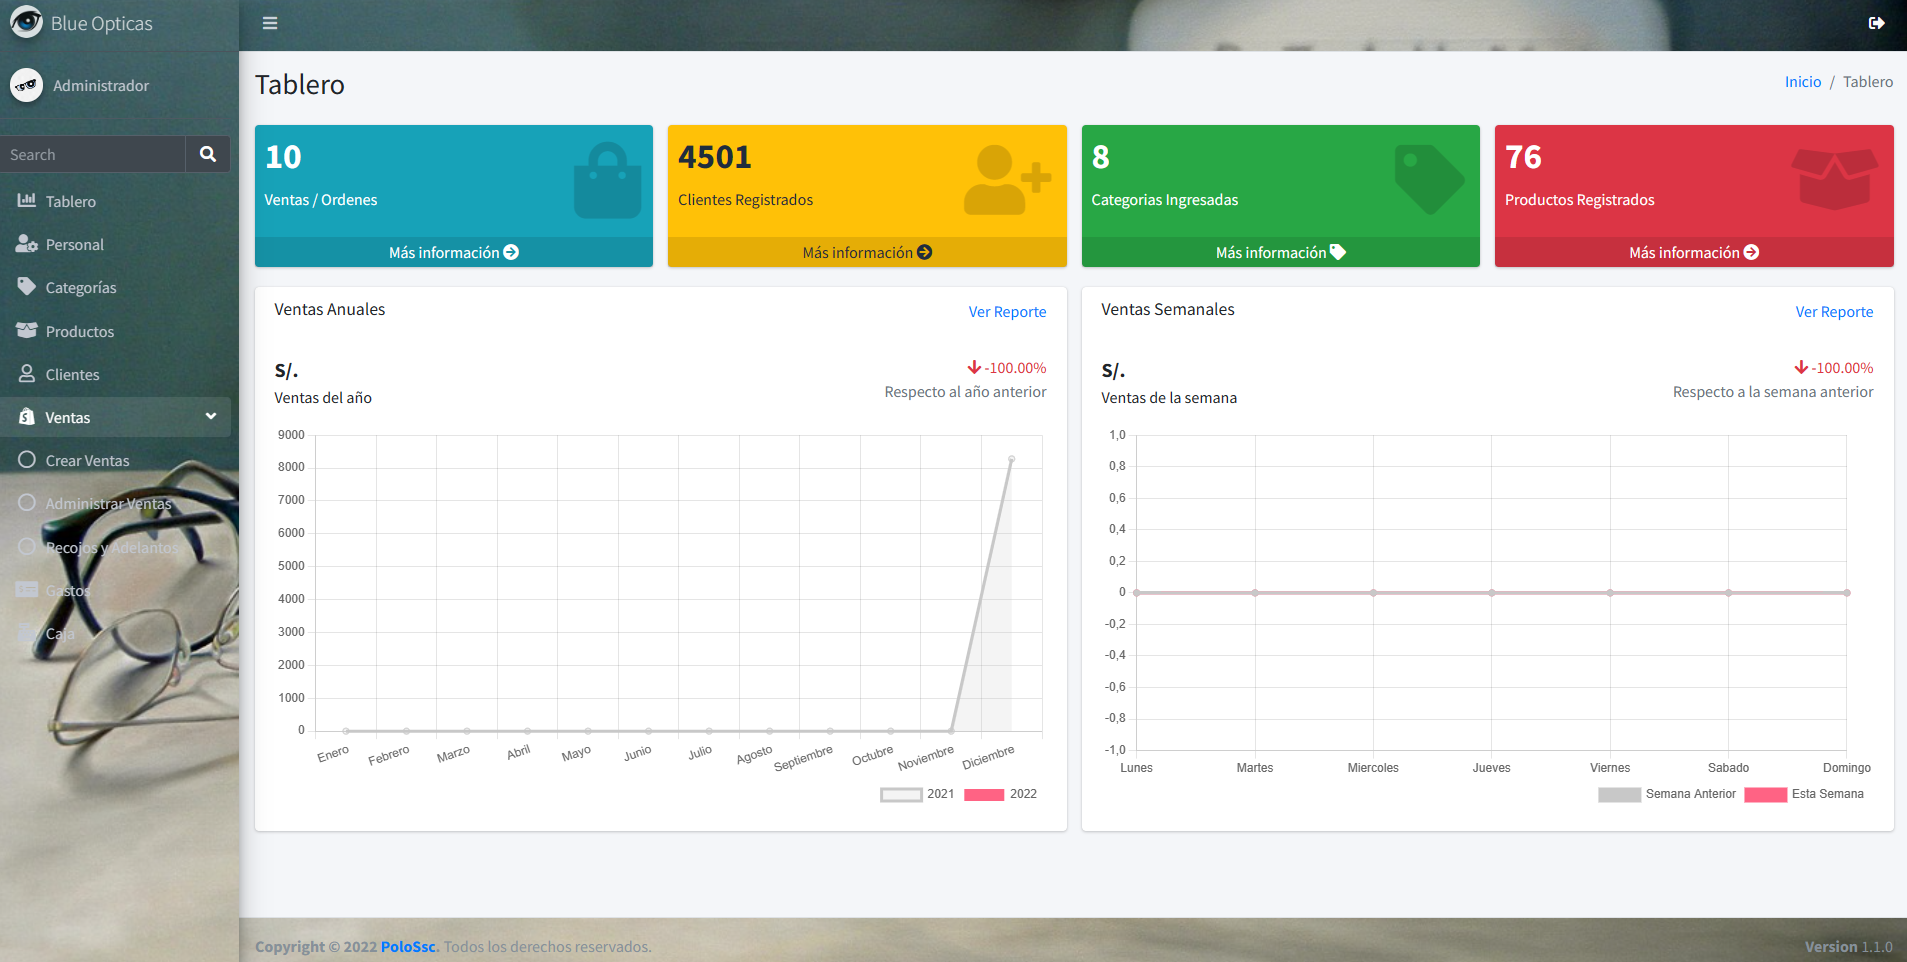 Blue Opticas
Administrador
Search
Tablero
Personal
Categorías
Productos
Clientes
Ventas
Crear Ventas
Administrar Ventas
Recojos y Adelantos
Gastos
Caja
Tablero
Inicio / Tablero
10
Ventas / Ordenes
Más información
4501
Clientes Registrados
Más información
8
Categorias Ingresadas
Más información
76
Productos Registrados
Más información
Ventas Anuales
Ver Reporte
S/.
-100.00%
Ventas del año
Respecto al año anterior
9000
8000
7000
6000
5000
4000
3000
2000
1000
0
Enero Febrero Marzo Abril Mayo Junio Julio Agosto Septiembre Octubre Noviembre Diciembre
2021 2022
Ventas Semanales
Ver Reporte
S/.
-100.00%
Ventas de la semana
Respecto a la semana anterior
1,0
0,8
0,6
0,4
0,2
0
-0,2
-0,4
-0,6
-0,8
-1,0
Lunes Martes Miercoles Jueves Viernes Sabado Domingo
Semana Anterior Esta Semana
Copyright © 2022 PoloSsc. Todos los derechos reservados.
Version 1.1.0